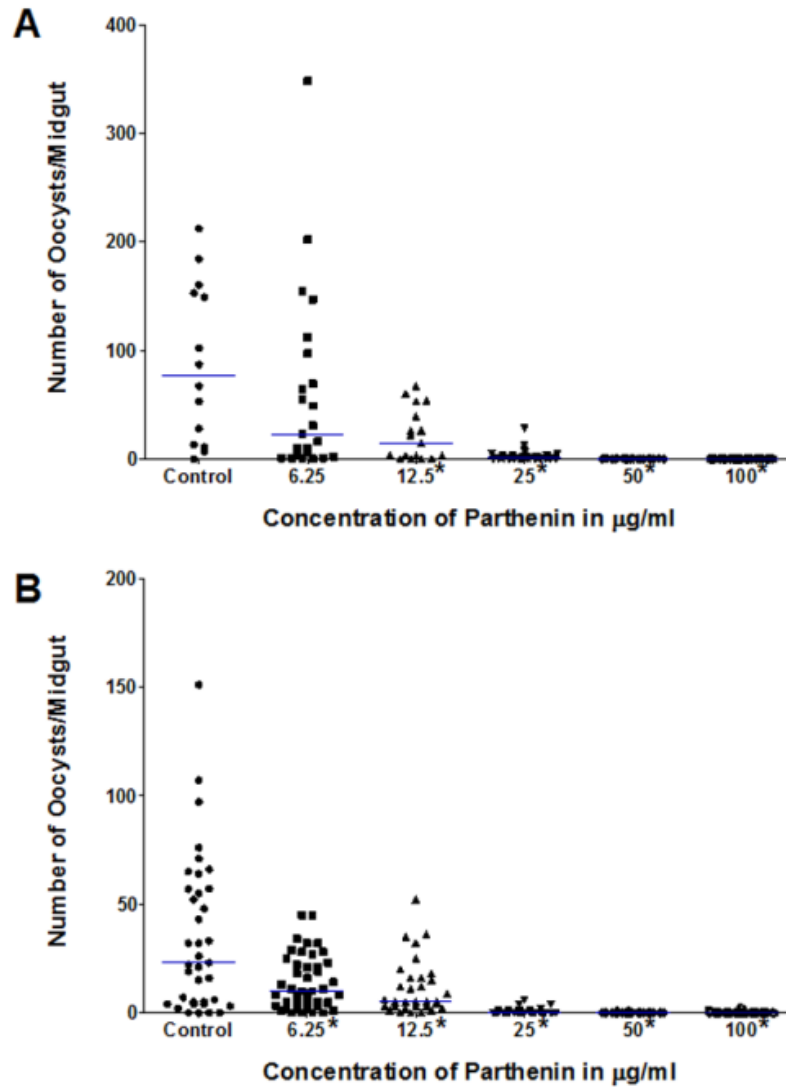 A
Number of Oocysts/Midgut
400
300
200
100
0
Control 6.25 12.5* 25* 50* 100*
Concentration of Parthenin in μg/ml
B
Number of Oocysts/Midgut
200
150
100
50
0
Control 6.25* 12.5* 25* 50* 100*
Concentration of Parthenin in μg/ml